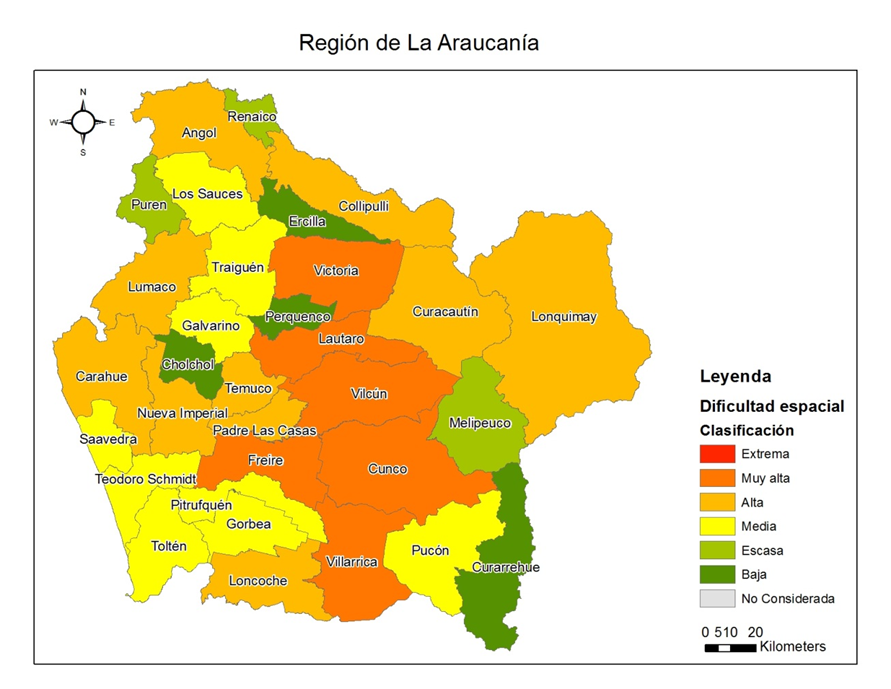 Región de La Araucanía
N
W E
S
Renaico
Angol
Los Sauces
Puren
Collipulli
Ercilla
Traiguén
Victoria
Lumaco
Curacautín
Lonquimay
Perquenco
Galvarino
Lautaro
Cholchol
Carahue
Temuco
Vilcún
Nueva Imperial
Melipeuco
Padre Las Casas
Saavedra
Freire
Cunco
Teodoro Schmidt
Pitrufquén
Gorbea
Toltén
Pucón
Villarrica
Curarrehue
Loncoche
Leyenda
Dificultad espacial
Clasificación
Extrema
Muy alta
Alta
Media
Escasa
Baja
No Considerada
0 510 20
Kilometers